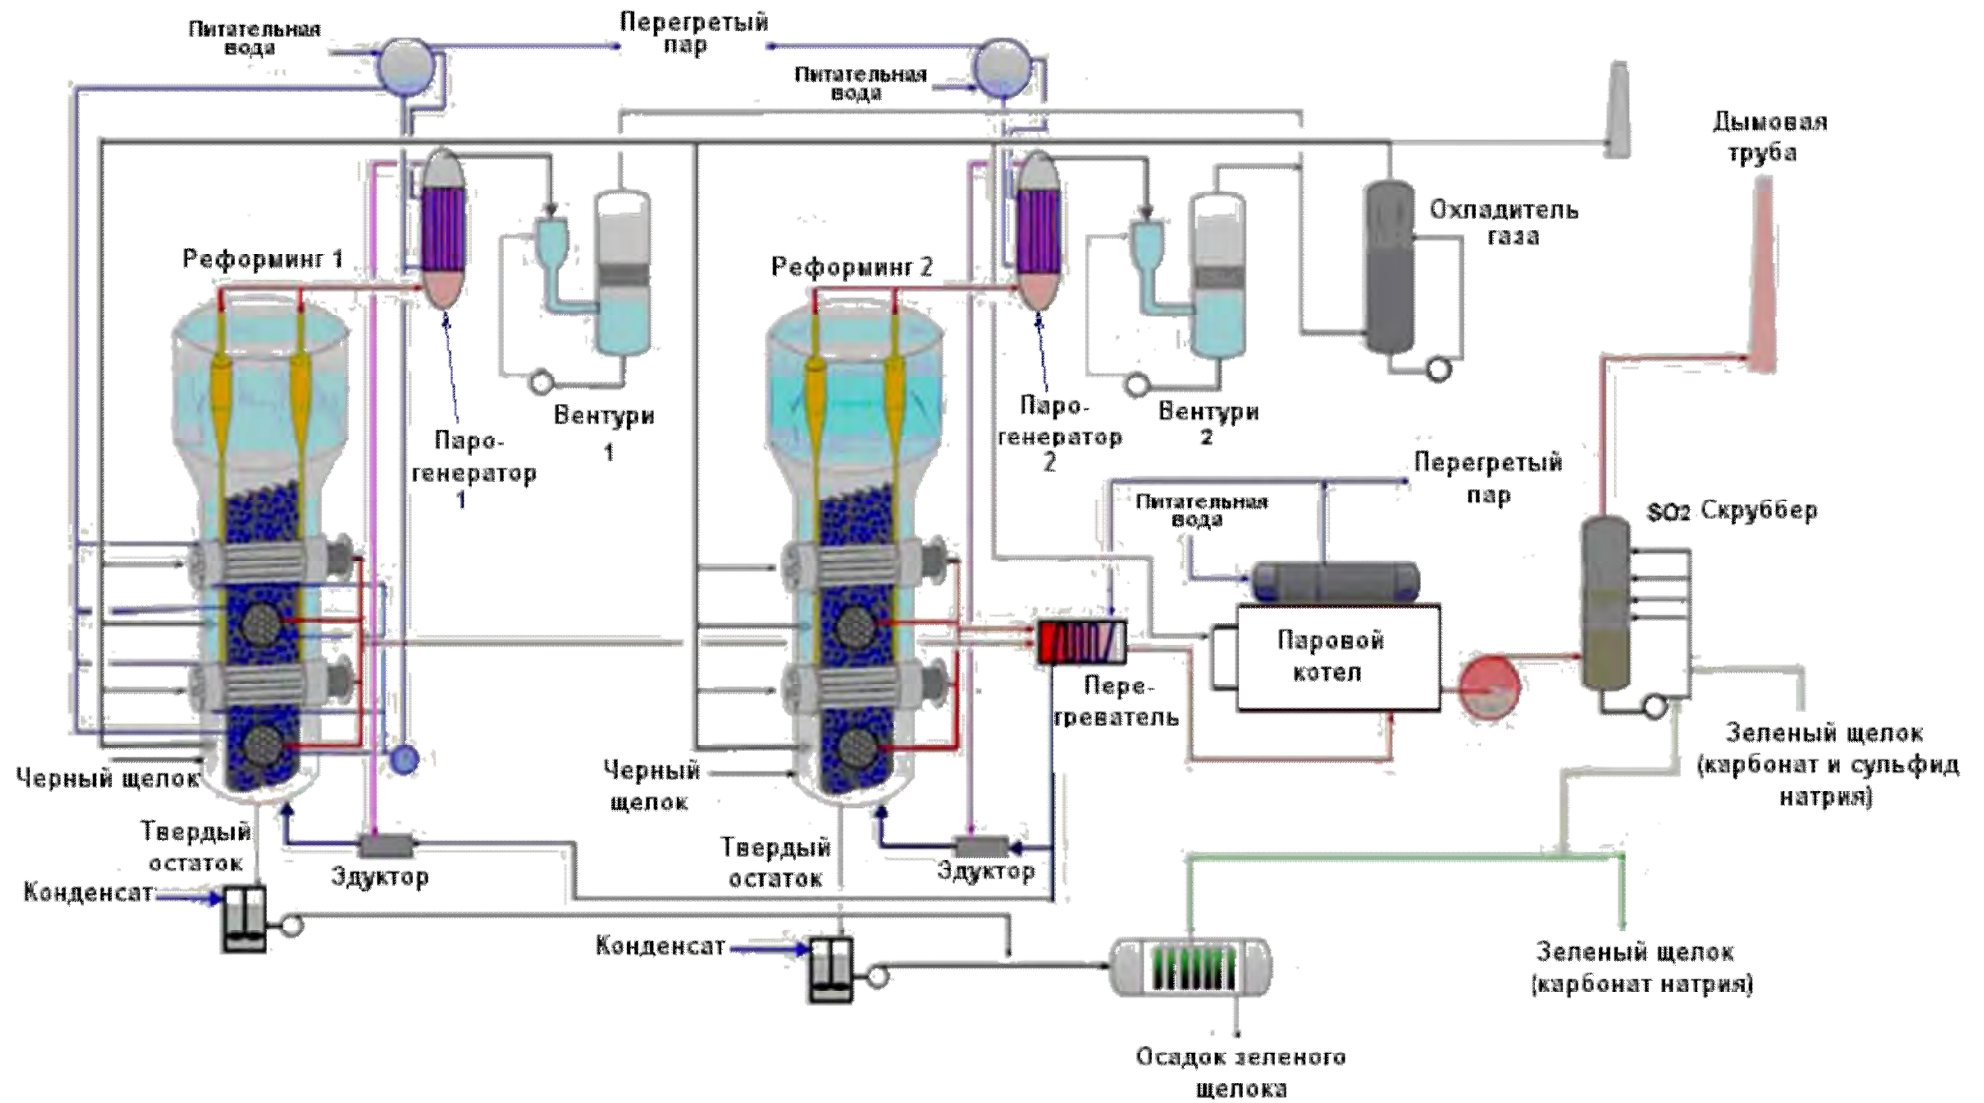 Питательная
вода
Перегретый
пар
Питательная
вода
Дымовая
труба
Охладитель
газа
Реформинг 1
Реформинг 2
Вентури
1
Паро-
генератор
1
Паро-
генератор
2
Вентури
2
Перегретый
пар
Питательная
вода
SO2 Скруббер
Паровой
котел
Пере-
греватель
Зеленый щелок
(карбонат и сульфид
натрия)
Черный щелок
Черный
щелок
Твердый
остаток
Эдуктор
Твердый
остаток
Эдуктор
Конденсат
Конденсат
Зеленый щелок
(карбонат натрия)
Осадок зеленого
щелока